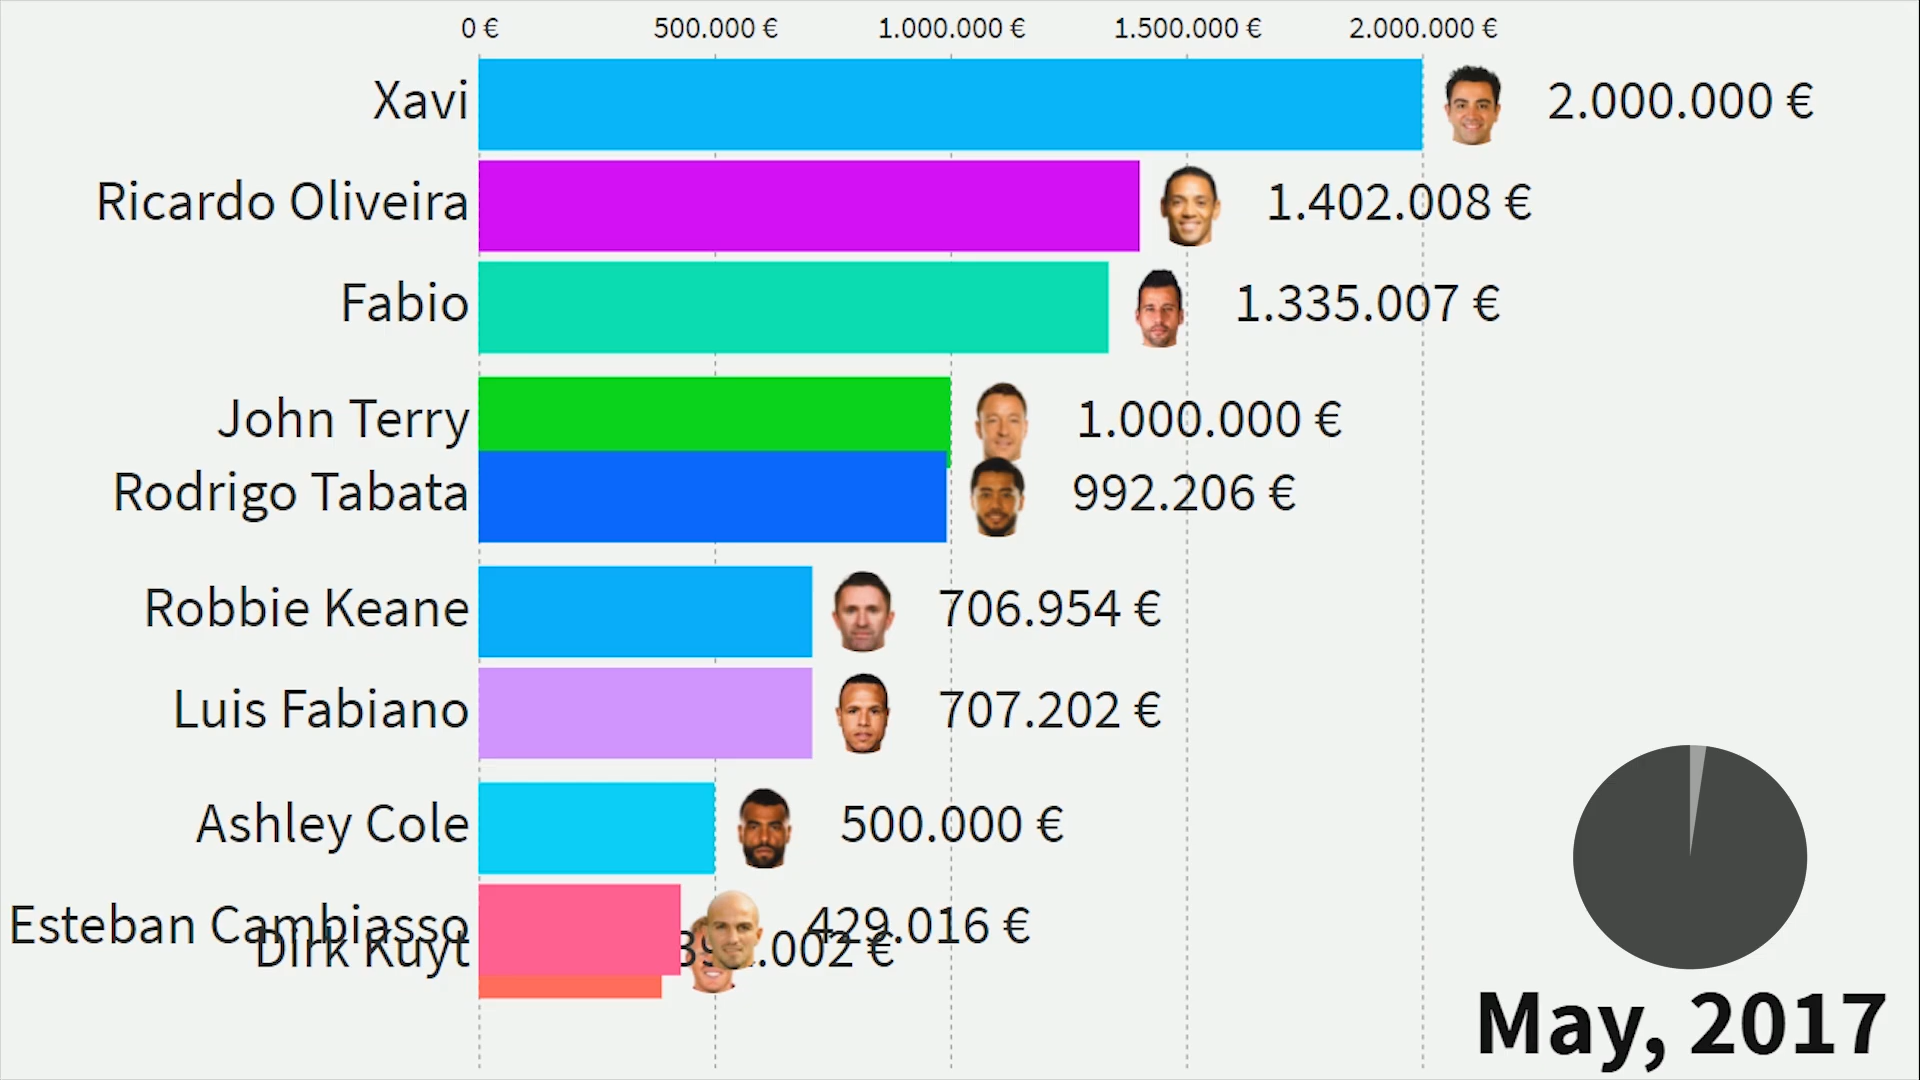 0 € 500.000 € 1.000.000 € 1.500.000 € 2.000.000 €
Xavi 2.000.000 €
Ricardo Oliveira 1.402.008 €
Fabio 1.335.007 €
John Terry 1.000.000 €
Rodrigo Tabata 992.206 €
Robbie Keane 706.954 €
Luis Fabiano 707.202 €
Ashley Cole 500.000 €
Esteban Cambiasso 429.016 €
Dirk Kuyt
May, 2017